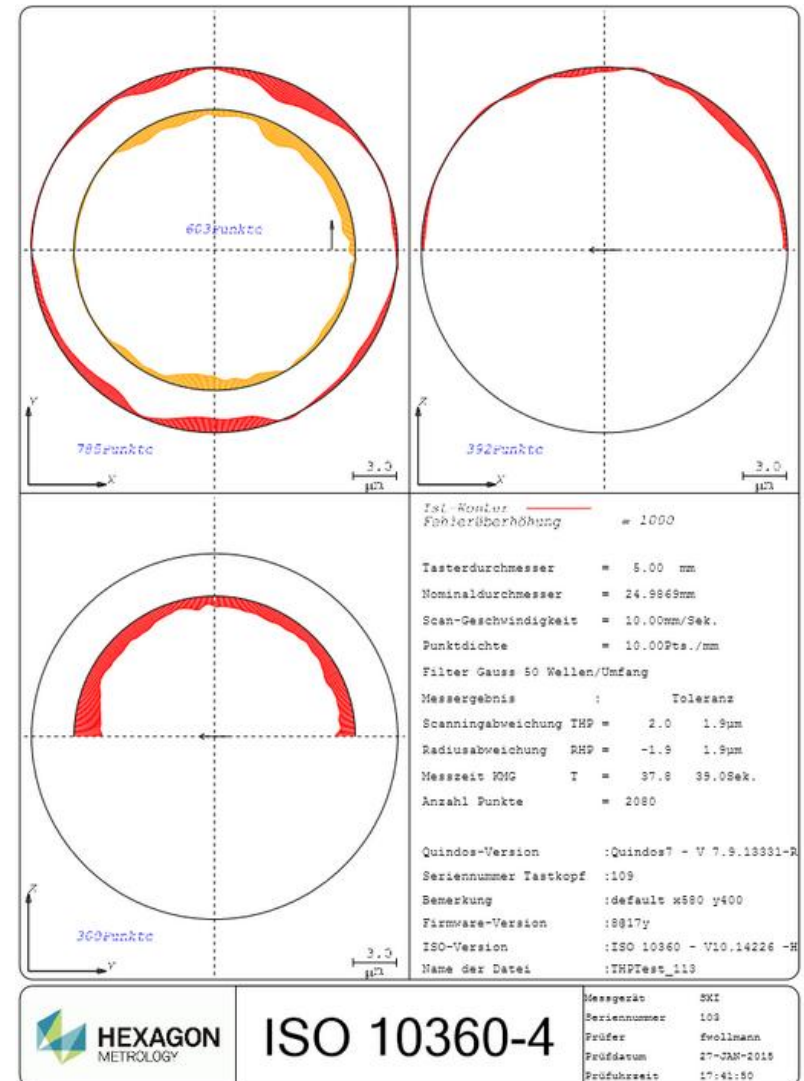 603Punkte
Y
785Punkte
X
3.0
µm
Z
392Punkte
X
3.0
µm
Z
Y
3.0
µm
Ist-Kontur
Fehlerüberhöhung = 1000
Tasterdurchmesser = 5.00 mm
Nominaldurchmesser = 24.9869mm
Scan-Geschwindigkeit = 10.00mm/Sek.
Punktdichte = 10.00Pts./mm
Filter Gauss 50 Wellen/Umfang
Messergebnis : Toleranz
Scanningabweichung THP = 2.0 1.9µm
Radiusabweichung RHP = -1.9 1.9µm
Messzeit KMG T = 37.8 39.0Sek.
Anzahl Punkte = 2080
Quindos-Version :Quindos7 - V 7.9.13331-R
Seriennummer Tastkopf :109
Bemerkung :default x580 y400
Firmware-Version :8@17y
ISO-Version :ISO 10360 - V10.14226 -H
Name der Datei :THPTest_113
HEXAGON
METROLOGY
ISO 10360-4
Messgerät
Seriennummer 103
Prüfer fwollmann
Prüfdatum 27-JAN-2015
Prüfuhrzeit 17:41:50